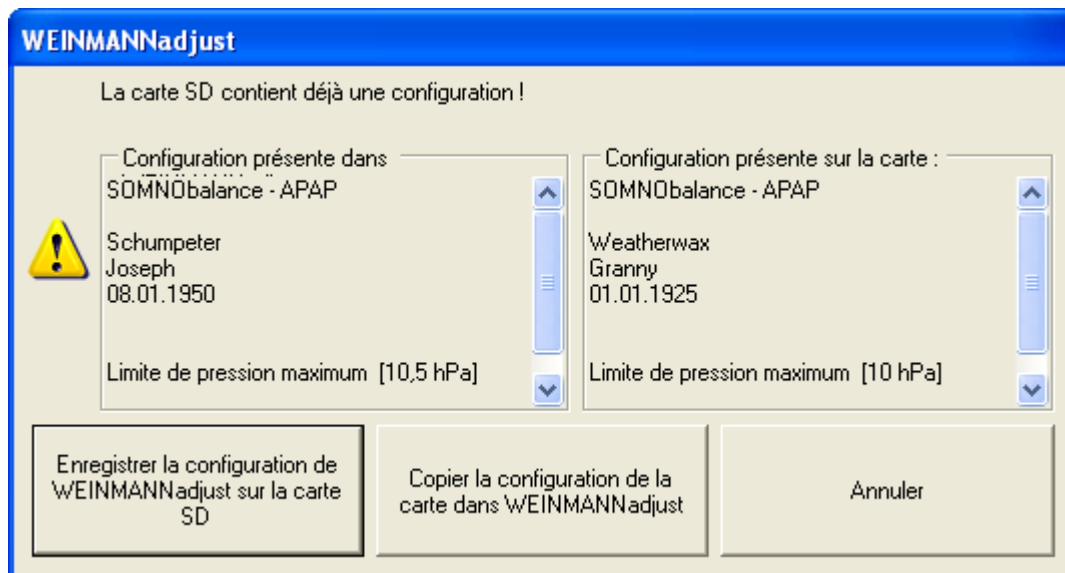 WEINMANNadjust
La carte SD contient déjà une configuration !
Configuration présente dans
SOMNObalance - APAP
Schumpeter
Joseph
08.01.1950
Limite de pression maximum [10,5 hPa]
Configuration présente sur la carte :
SOMNObalance - APAP
Weatherwax
Granny
01.01.1925
Limite de pression maximum [10 hPa]
Enregistrer la configuration de
WEINMANNadjust sur la carte
SD
Copier la configuration de la
carte dans WEINMANNadjust
Annuler